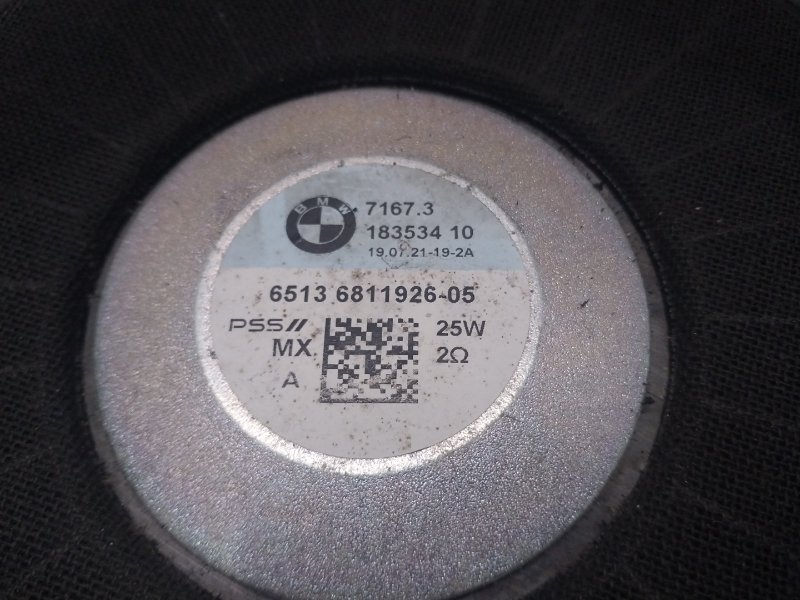 BMW
7167.3
183534 10
19.07.21-19-2A
6513 6811926-05
PSS//
25W
MX
2Ω
A